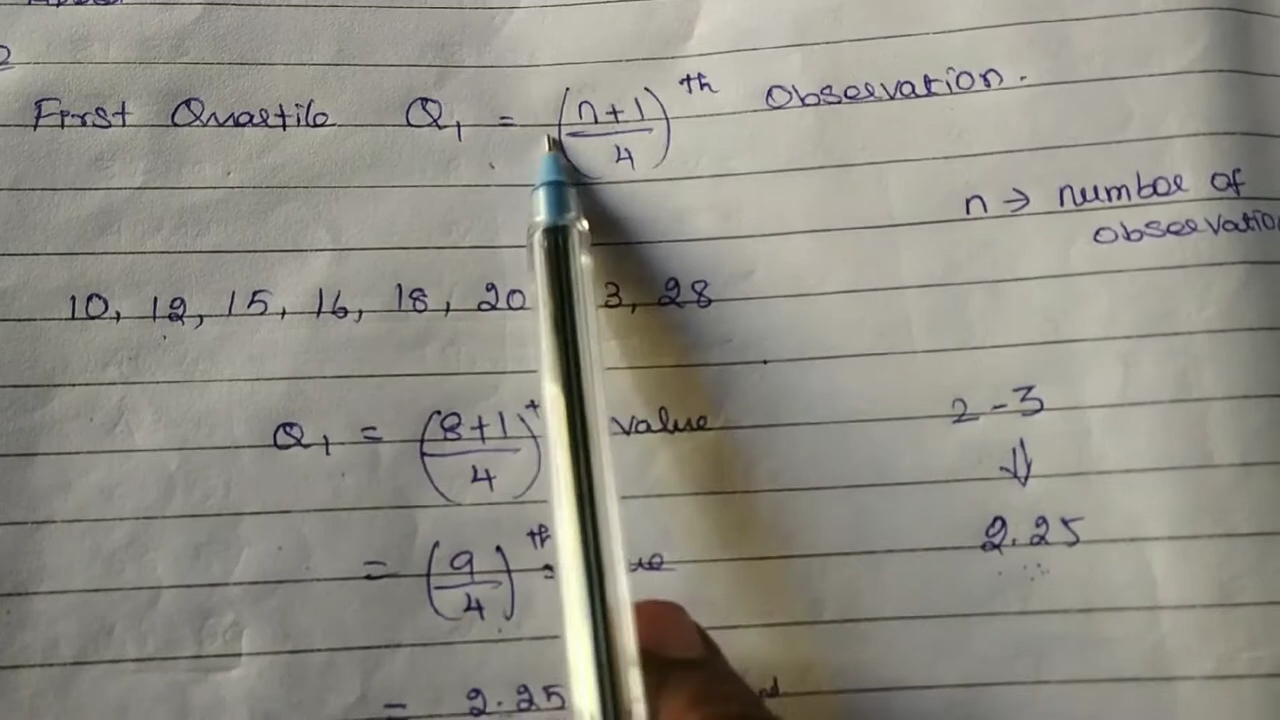 First Quartile Q₁ = (n+1/4)ᵗʰ Observation.
n → number of
observation
10, 12, 15, 16, 18, 20 3, 28
Q₁ = (8+1/4) value
2-3
⇓
2.25
= (9/4)ᵗʰ
= 2.25